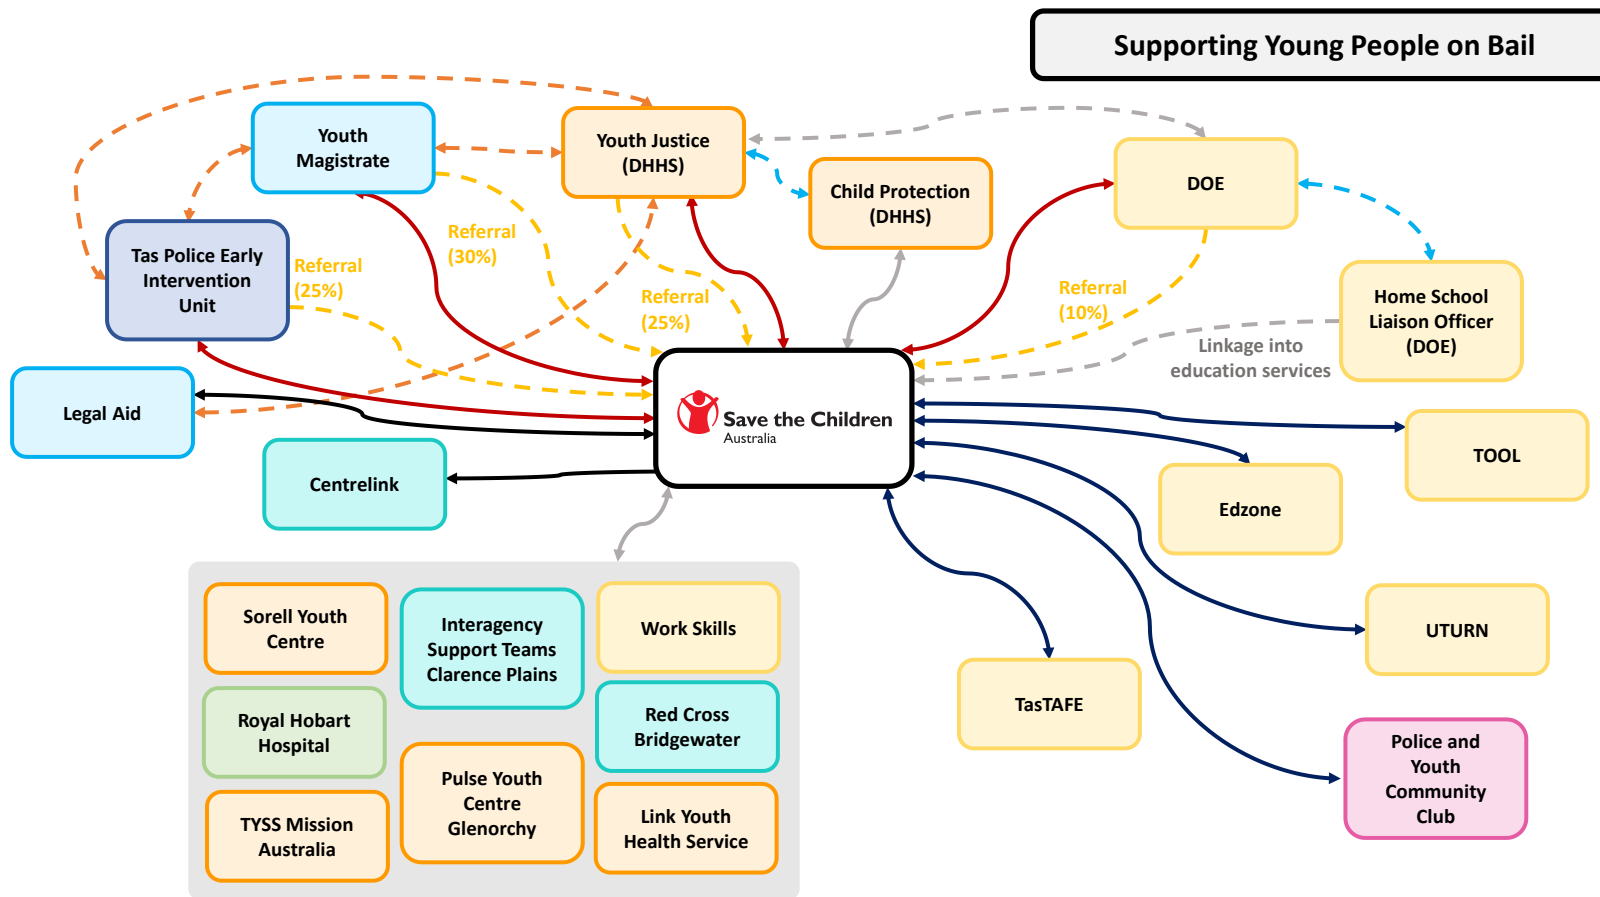 Supporting Young People on Bail
Youth
Magistrate
Youth Justice
(DHHS)
Child Protection
(DHHS)
DOE
Tas Police Early
Intervention
Unit
Referral
(25%)
Referral
(30%)
Referral
(25%)
Referral
(10%)
Home School
Liaison Officer
(DOE)
Linkage into
education services
Legal Aid
Save the Children
Australia
Centrelink
TOOL
Edzone
UTURN
TasTAFE
Police and
Youth
Community
Club
Sorell Youth
Centre
Interagency
Support Teams
Clarence Plains
Work Skills
Royal Hobart
Hospital
Red Cross
Bridgewater
TYSS Mission
Australia
Pulse Youth
Centre
Glenorchy
Link Youth
Health Service